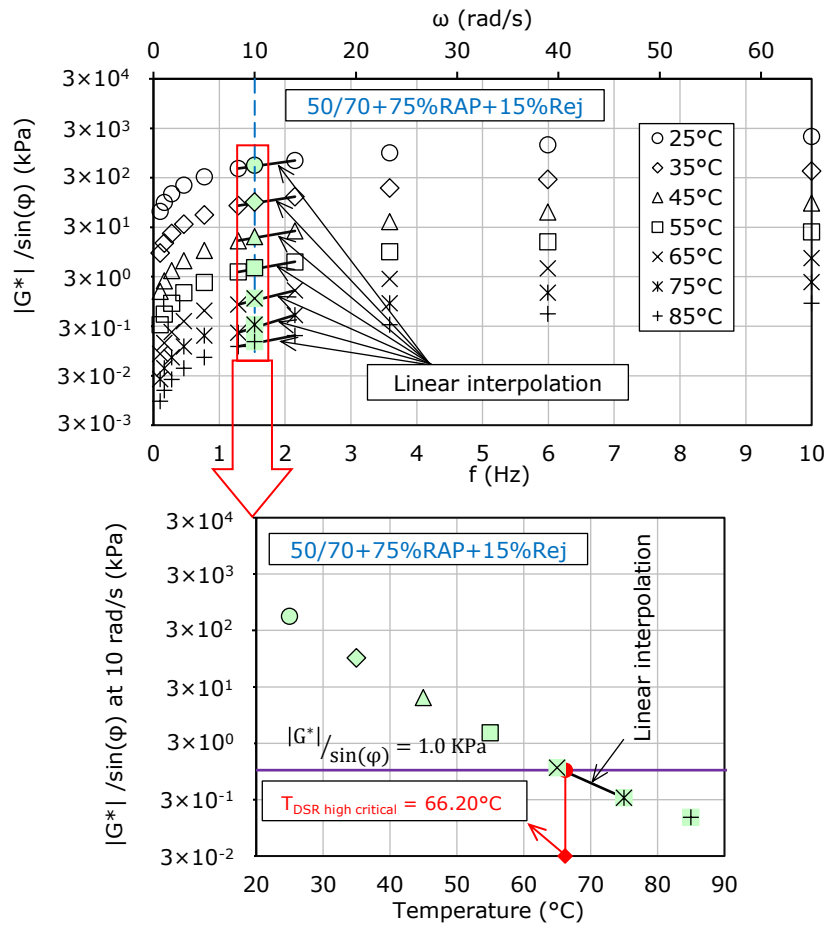 ω (rad/s)
0 10 20 30 40 50 60
3×10⁴
3×10³
3×10²
3×10¹
3×10⁰
3×10⁻¹
3×10⁻²
3×10⁻³
|G*| /sin(φ) (kPa)
50/70+75%RAP+15%Rej
25°C
35°C
45°C
55°C
65°C
75°C
85°C
Linear interpolation
0 1 2 3 4 5 6 7 8 9 10
f (Hz)
3×10⁴
3×10³
3×10²
3×10¹
3×10⁰
3×10⁻¹
3×10⁻²
|G*| /sin(φ) at 10 rad/s (kPa)
50/70+75%RAP+15%Rej
Linear
interpolation
|G*|/sin(φ) = 1.0 KPa
T_DSR high critical = 66.20°C
20 30 40 50 60 70 80 90
Temperature (°C)